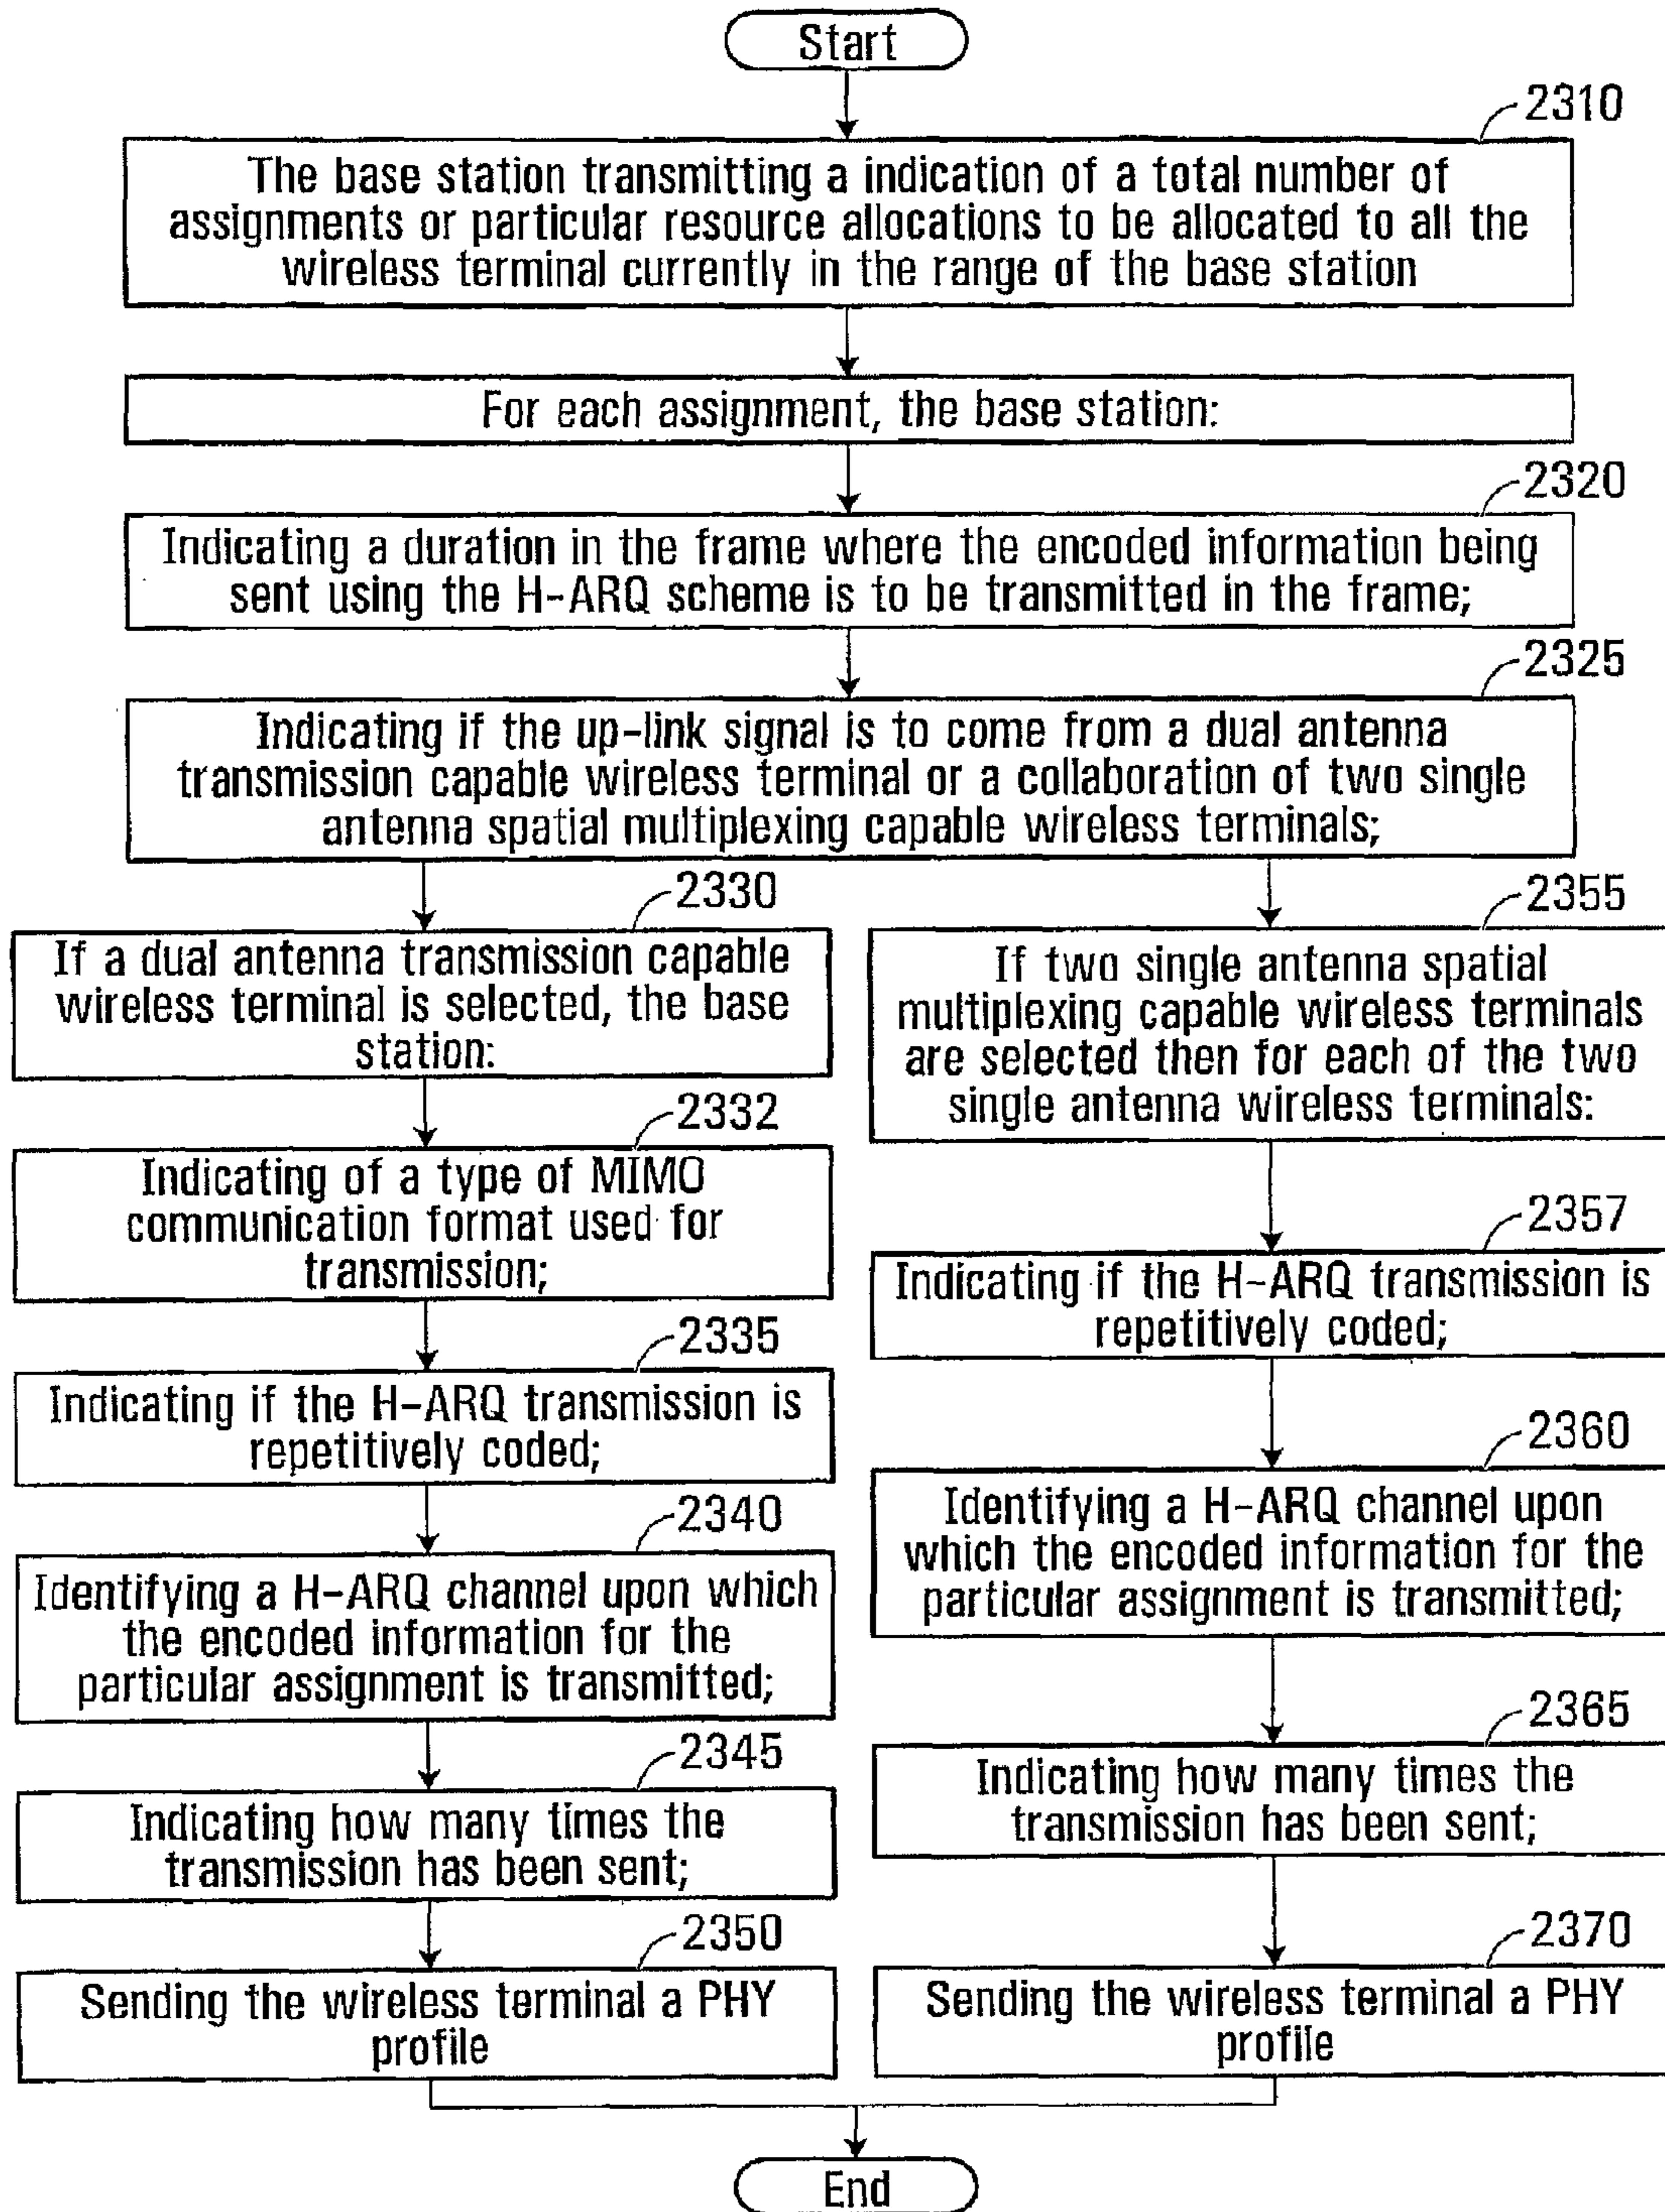 Start
2310
The base station transmitting a indication of a total number of
assignments or particular resource allocations to be allocated to all the
wireless terminal currently in the range of the base station
For each assignment, the base station:
2320
Indicating a duration in the frame where the encoded information being
sent using the H-ARQ scheme is to be transmitted in the frame;
2325
Indicating if the up-link signal is to come from a dual antenna
transmission capable wireless terminal or a collaboration of two single
antenna spatial multiplexing capable wireless terminals;
2330
If a dual antenna transmission capable
wireless terminal is selected, the base
station:
2332
Indicating of a type of MIMO
communication format used for
transmission;
2335
Indicating if the H-ARQ transmission is
repetitively coded;
2340
Identifying a H-ARQ channel upon which
the encoded information for the
particular assignment is transmitted;
2345
Indicating how many times the
transmission has been sent;
2350
Sending the wireless terminal a PHY
profile
2355
If two single antenna spatial
multiplexing capable wireless terminals
are selected then for each of the two
single antenna wireless terminals:
2357
Indicating if the H-ARQ transmission is
repetitively coded;
2360
Identifying a H-ARQ channel upon
which the encoded information for the
particular assignment is transmitted;
2365
Indicating how many times the
transmission has been sent;
2370
Sending the wireless terminal a PHY
profile
End